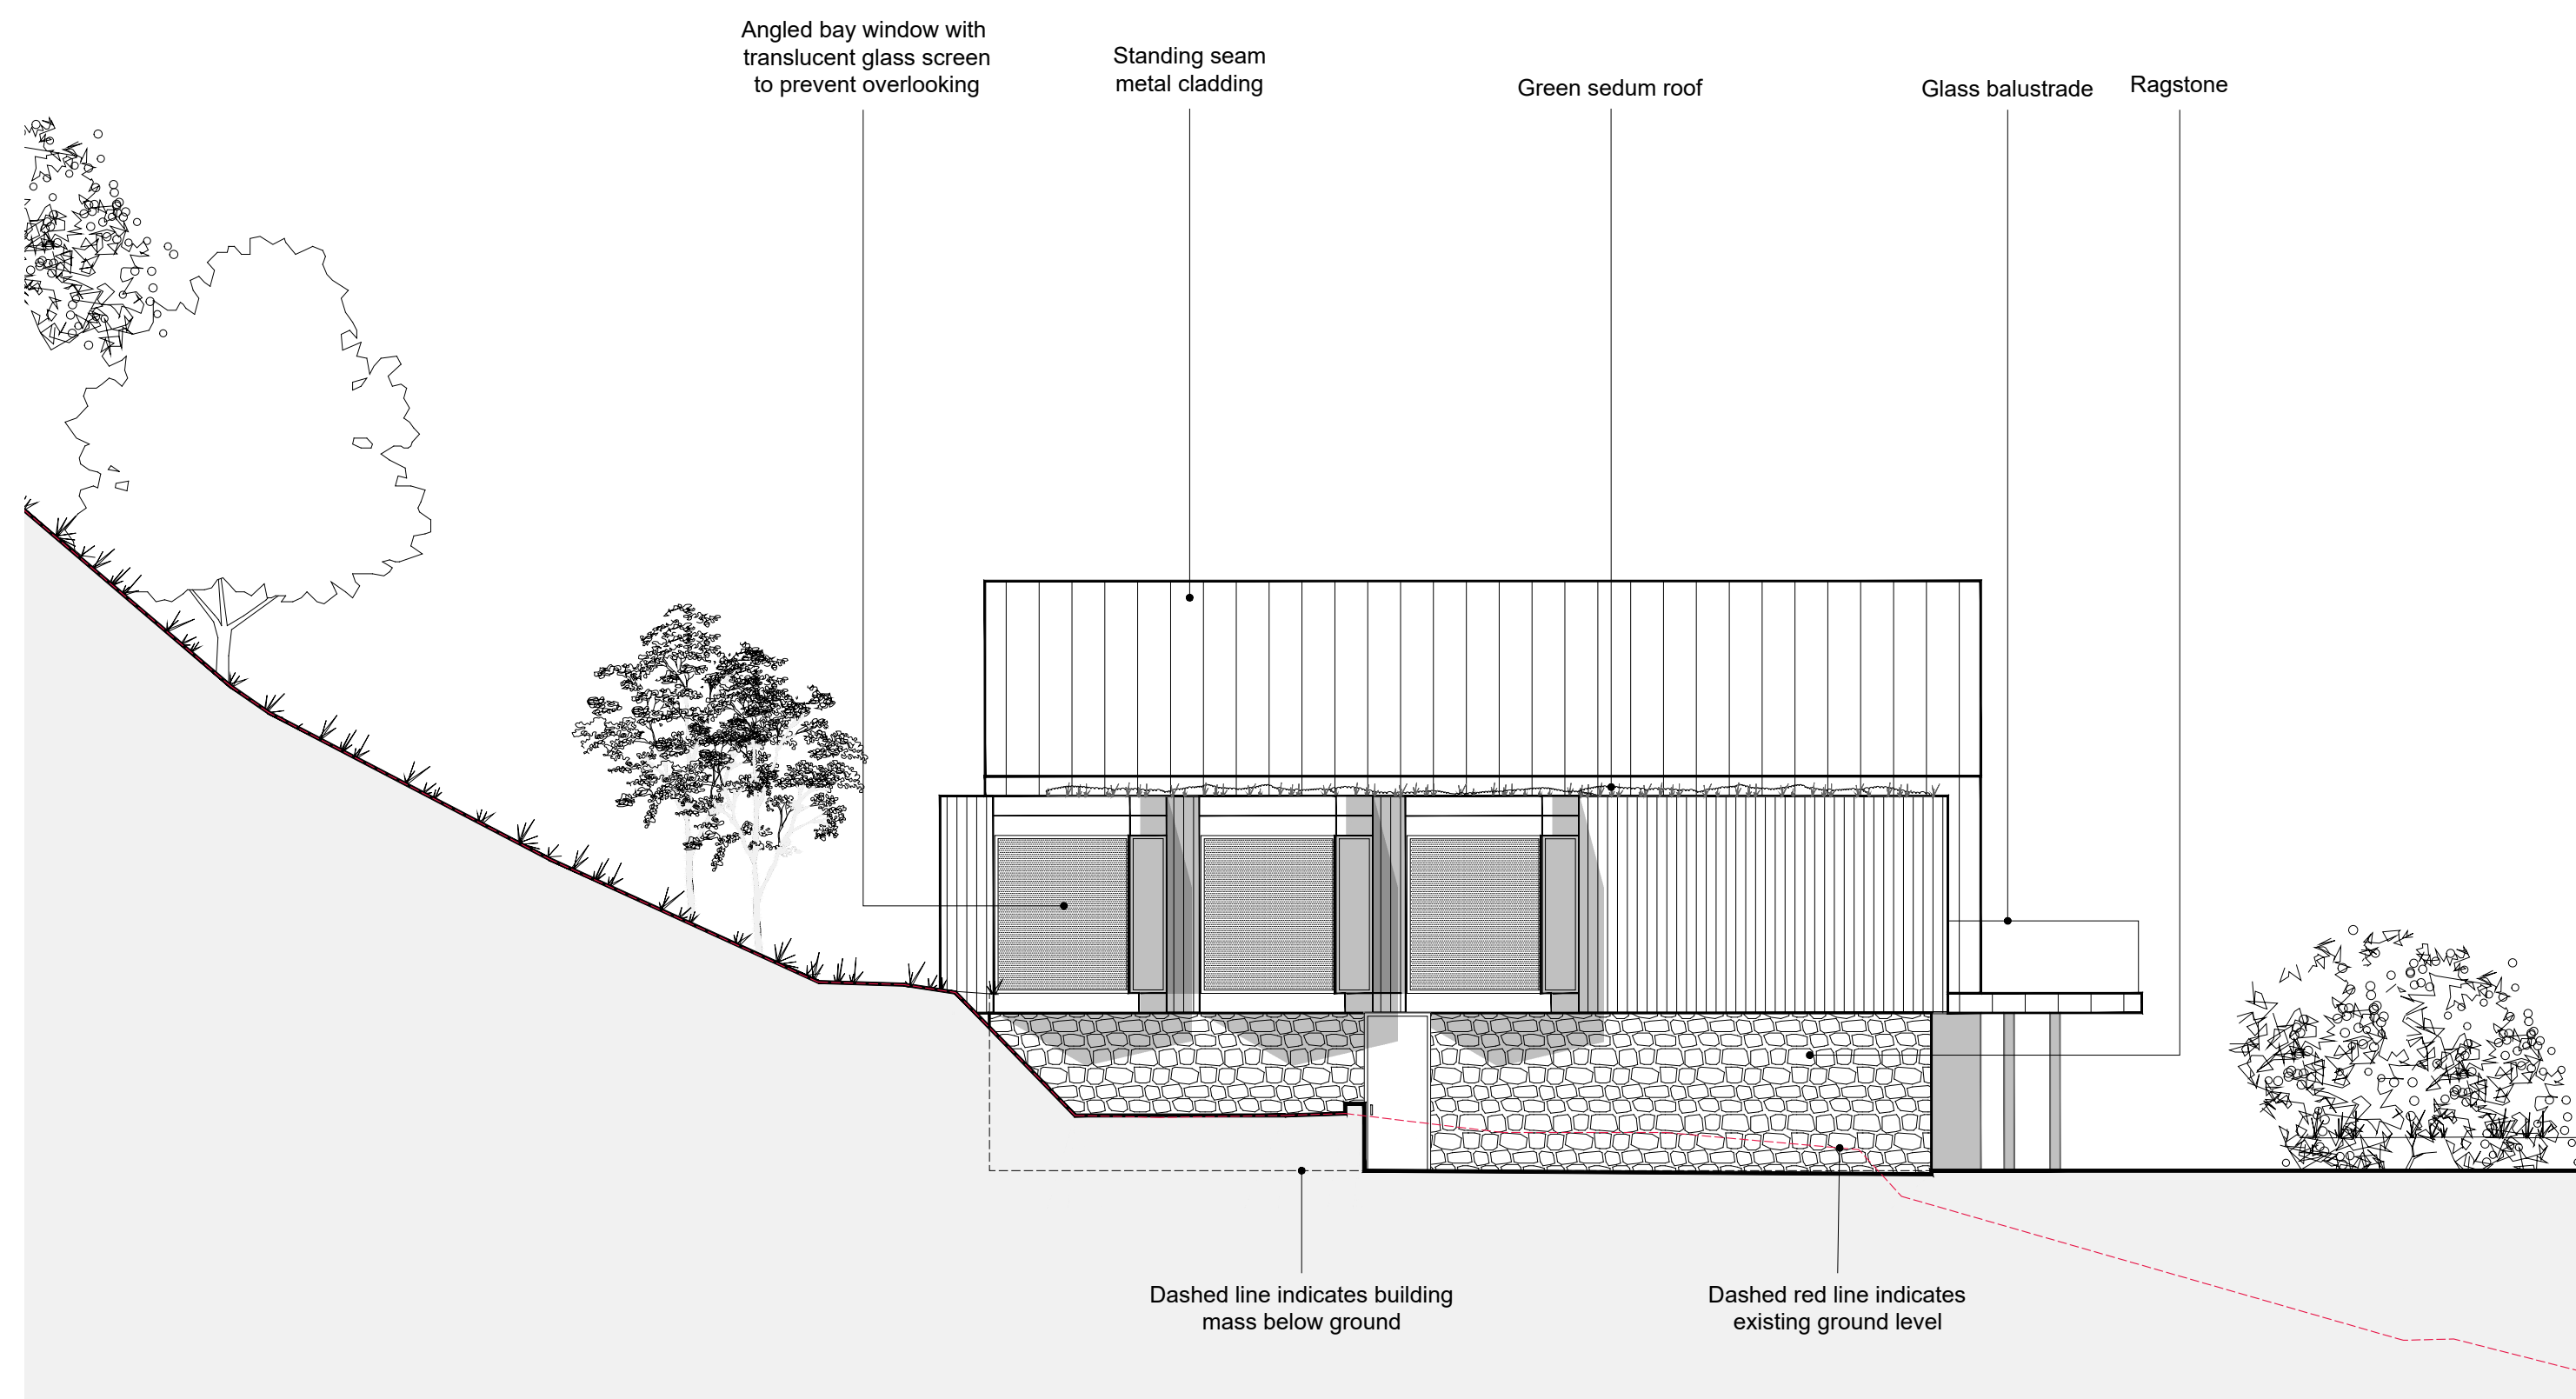 Angled bay window with
translucent glass screen
to prevent overlooking
Standing seam
metal cladding
Green sedum roof
Glass balustrade
Ragstone
Dashed line indicates building
mass below ground
Dashed red line indicates
existing ground level